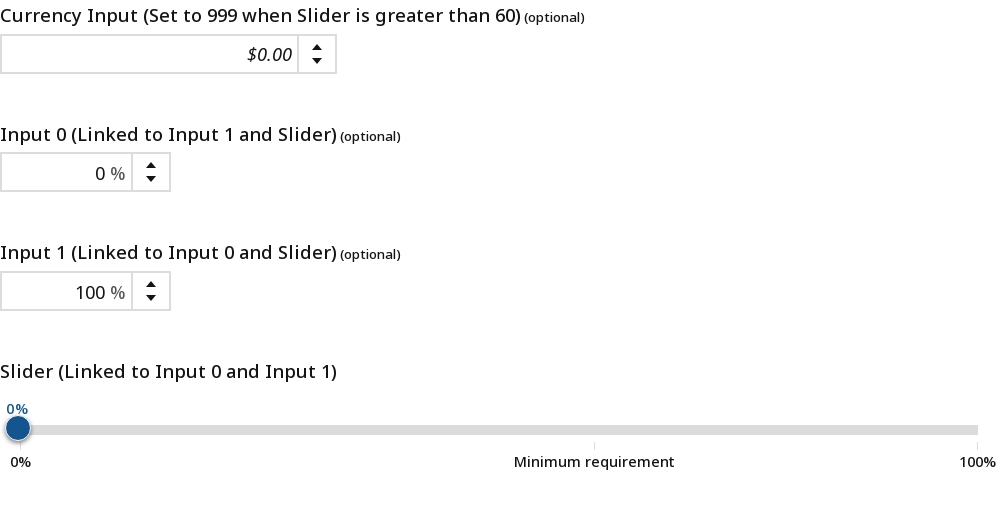 Currency Input (Set to 999 when Slider is greater than 60) (optional)
$0.00
Input 0 (Linked to Input 1 and Slider) (optional)
0 %
Input 1 (Linked to Input 0 and Slider) (optional)
100 %
Slider (Linked to Input 0 and Input 1)
0%
0% Minimum requirement 100%